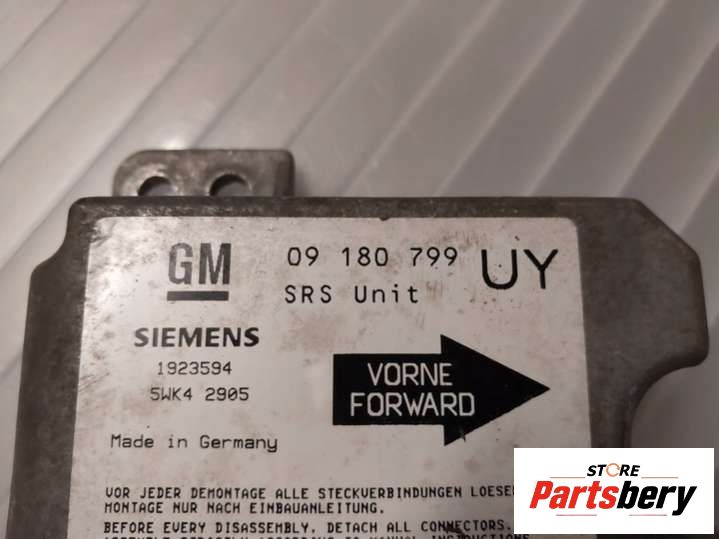 GM 09 180 799 UY
SRS Unit
SIEMENS
1923594
5WK4 2905
VORNE
FORWARD
Made in Germany
VOR JEDER DEMONTAGE ALLE STECKVERBINDUNGEN LOESEN
MONTAGE NUR NACH EINBAUANLEITUNG.
BEFORE EVERY DISASSEMBLY, DETACH ALL CONNECTORS.
STORE
Partsbery